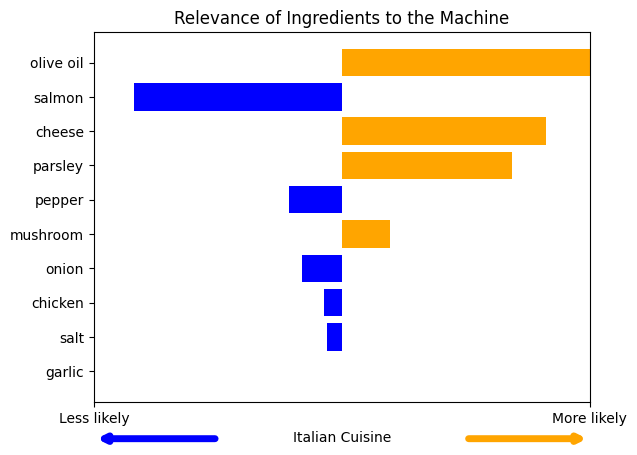 Relevance of Ingredients to the Machine
olive oil
salmon
cheese
parsley
pepper
mushroom
onion
chicken
salt
garlic
Less likely
More likely
Italian Cuisine